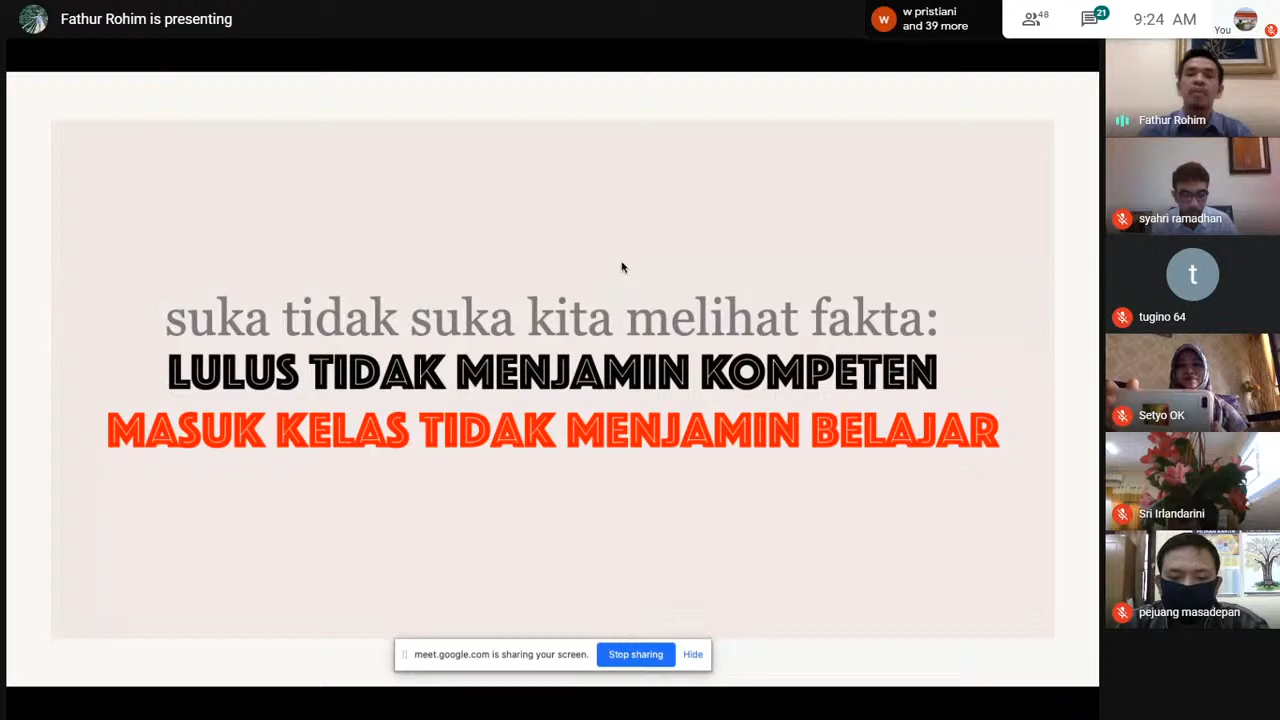 Fathur Rohim is presenting
w
w pristiani
and 39 more
48
21
9:24 AM
You
suka tidak suka kita melihat fakta:
LULUS TIDAK MENJAMIN KOMPETEN
MASUK KELAS TIDAK MENJAMIN BELAJAR
meet.google.com is sharing your screen.
Stop sharing
Hide
Fathur Rohim
syahri ramadhan
t
tugino 64
Setyo OK
Sri Irlandarini
pejuang masadepan